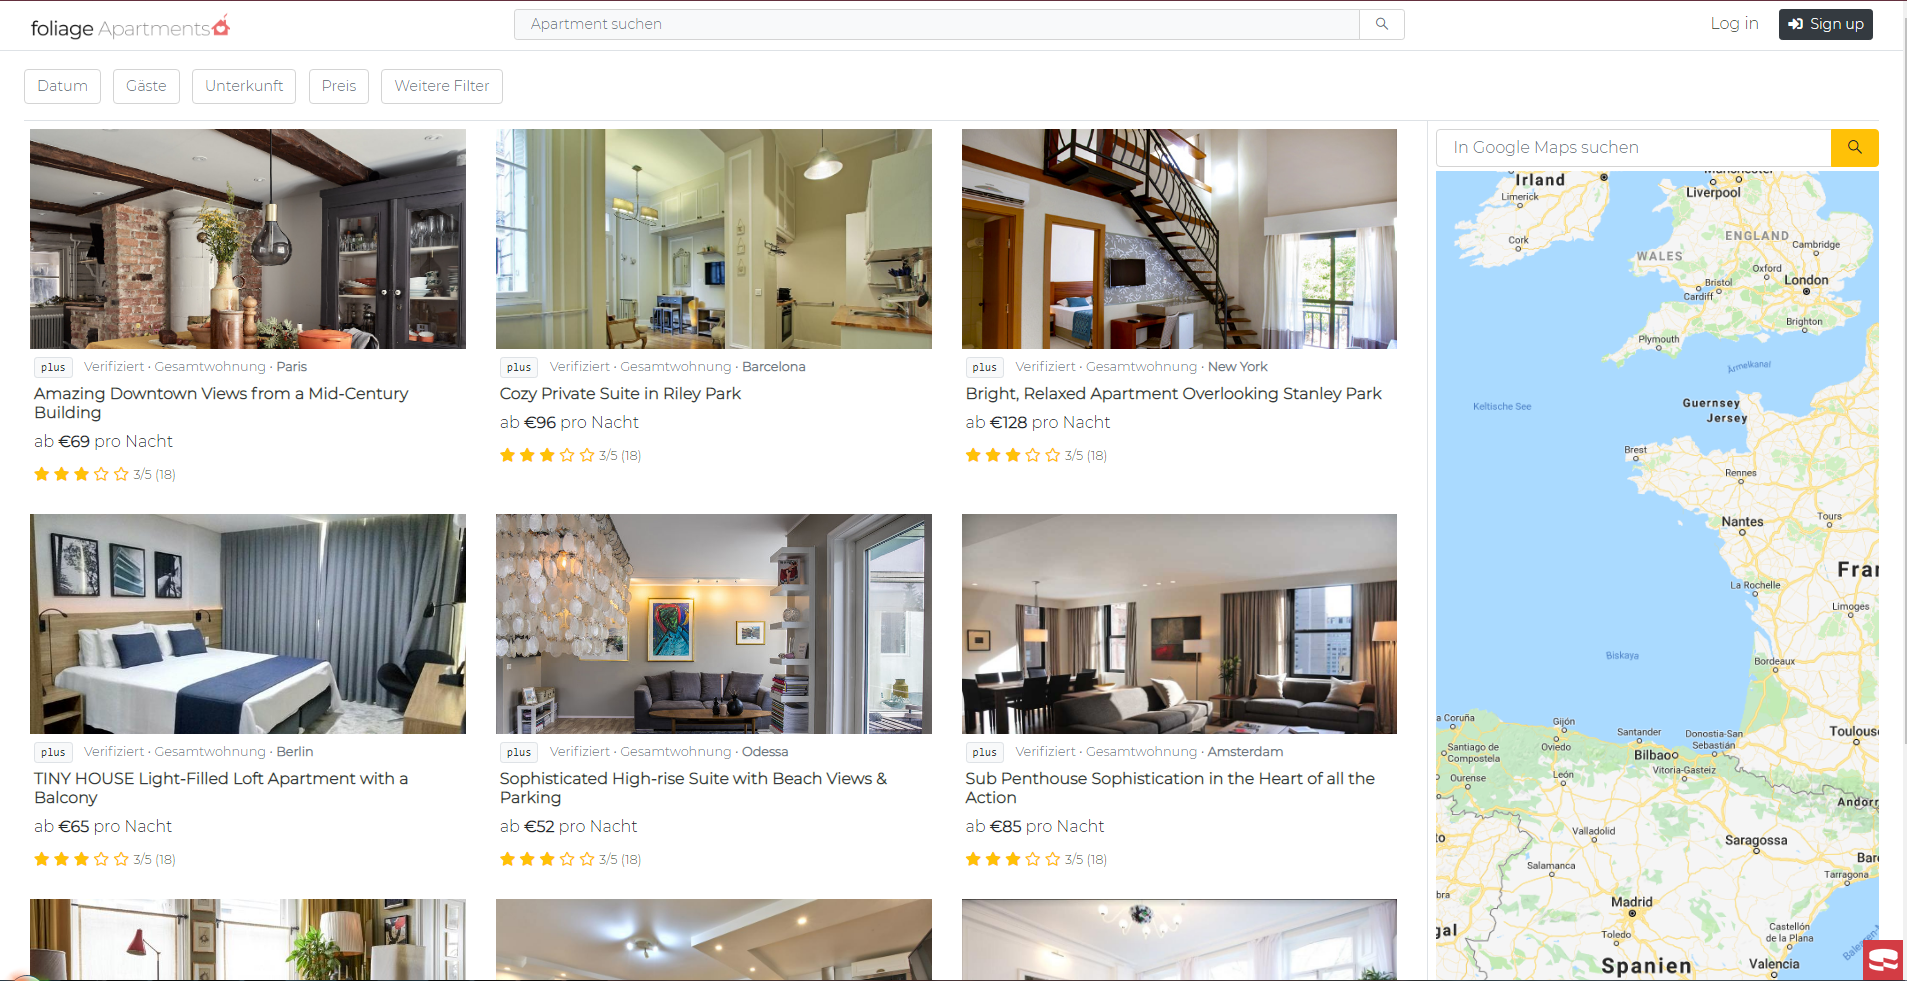 foliage Apartments
Apartment suchen
Log in
Sign up
Datum
Gäste
Unterkunft
Preis
Weitere Filter
plus Verifiziert · Gesamtwohnung · Paris
Amazing Downtown Views from a Mid-Century
Building
ab €69 pro Nacht
3/5 (18)
plus Verifiziert · Gesamtwohnung · Barcelona
Cozy Private Suite in Riley Park
ab €96 pro Nacht
3/5 (18)
plus Verifiziert · Gesamtwohnung · New York
Bright, Relaxed Apartment Overlooking Stanley Park
ab €128 pro Nacht
3/5 (18)
plus Verifiziert · Gesamtwohnung · Berlin
TINY HOUSE Light-Filled Loft Apartment with a
Balcony
ab €65 pro Nacht
3/5 (18)
plus Verifiziert · Gesamtwohnung · Odessa
Sophisticated High-rise Suite with Beach Views &
Parking
ab €52 pro Nacht
3/5 (18)
plus Verifiziert · Gesamtwohnung · Amsterdam
Sub Penthouse Sophistication in the Heart of all the
Action
ab €85 pro Nacht
3/5 (18)
In Google Maps suchen
Irland
Liverpool
Limerick
Cork
ENGLAND
Cambridge
WALES
Oxford
Bristol
London
Cardiff
Brighton
Plymouth
Ärmelkanal
Keltische See
Guernsey
Jersey
Brest
Rennes
Nantes
Tours
Fra
La Rochelle
Limoges
Biskaya
Bordeaux
a Coruña
Gijón
Santander
Donostia-San
Sebastián
Toulous
Santiago de
Compostela
Oviedo
Bilbao
Vitoria-Gasteiz
Ourense
León
Andorr
to
Valladolid
Saragossa
Salamanca
Bar
Tarragona
bra
Madrid
gal
Toledo
Castellón
de la Plana
Spanien
Valencia